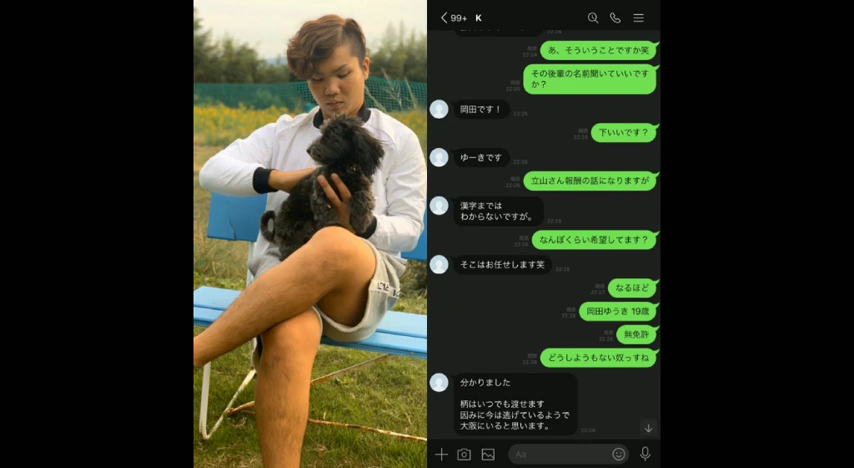 99+ K
あ、そういうことですか笑
その後輩の名前聞いていいです
か?
岡田です!
22:26
下いいです?
ゆーきです
22:26
立山さん報酬の話になりますが
漢字までは
わからないですが。
なんぼくらい希望してます?
そこはお任せします笑
なるほど
岡田ゆうき 19歳
無免許
どうしようもない奴っすね
分かりました
柄はいつでも渡せます
因みに今は逃げているようで
大阪にいると思います。
Aa